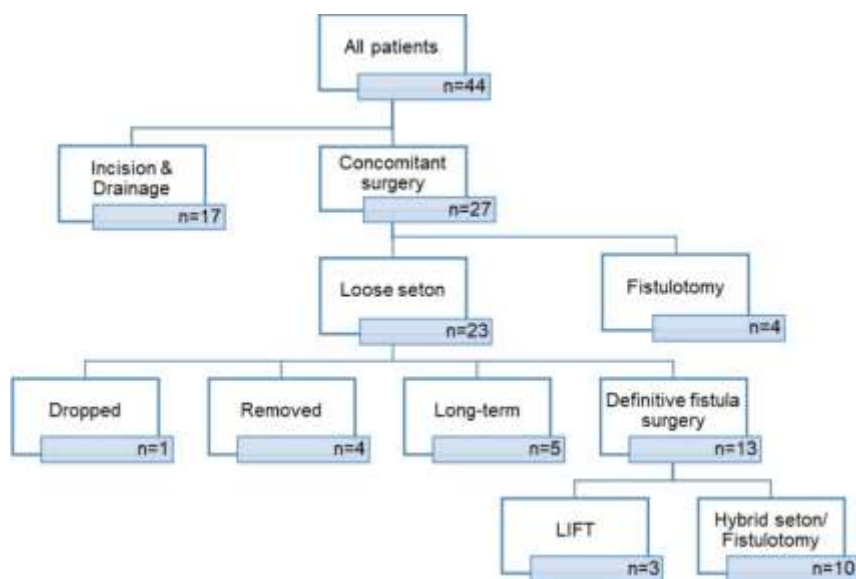 All patients
n=44
Incision &
Drainage
n=17
Concomitant
surgery
n=27
Loose seton
n=23
Fistulotomy
n=4
Dropped
n=1
Removed
n=4
Long-term
n=5
Definitive fistula
surgery
n=13
LIFT
n=3
Hybrid seton/
Fistulotomy
n=10